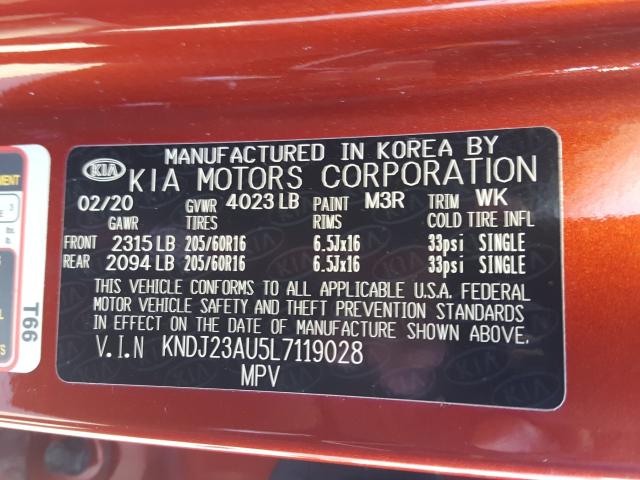 MANUFACTURED IN KOREA BY
KIA KIA MOTORS CORPORATION
02/20 GVWR 4023 LB PAINT M3R TRIM WK
GAWR TIRES RIMS COLD TIRE INFL
FRONT 2315 LB 205/60R16 6.5Jx16 33psi SINGLE
REAR 2094 LB 205/60R16 6.5Jx16 33psi SINGLE
THIS VEHICLE CONFORMS TO ALL APPLICABLE U.S.A. FEDERAL
MOTOR VEHICLE SAFETY AND THEFT PREVENTION STANDARDS
IN EFFECT ON THE DATE OF MANUFACTURE SHOWN ABOVE.
V.I.N KNDJ23AU5L7119028
MPV
T66